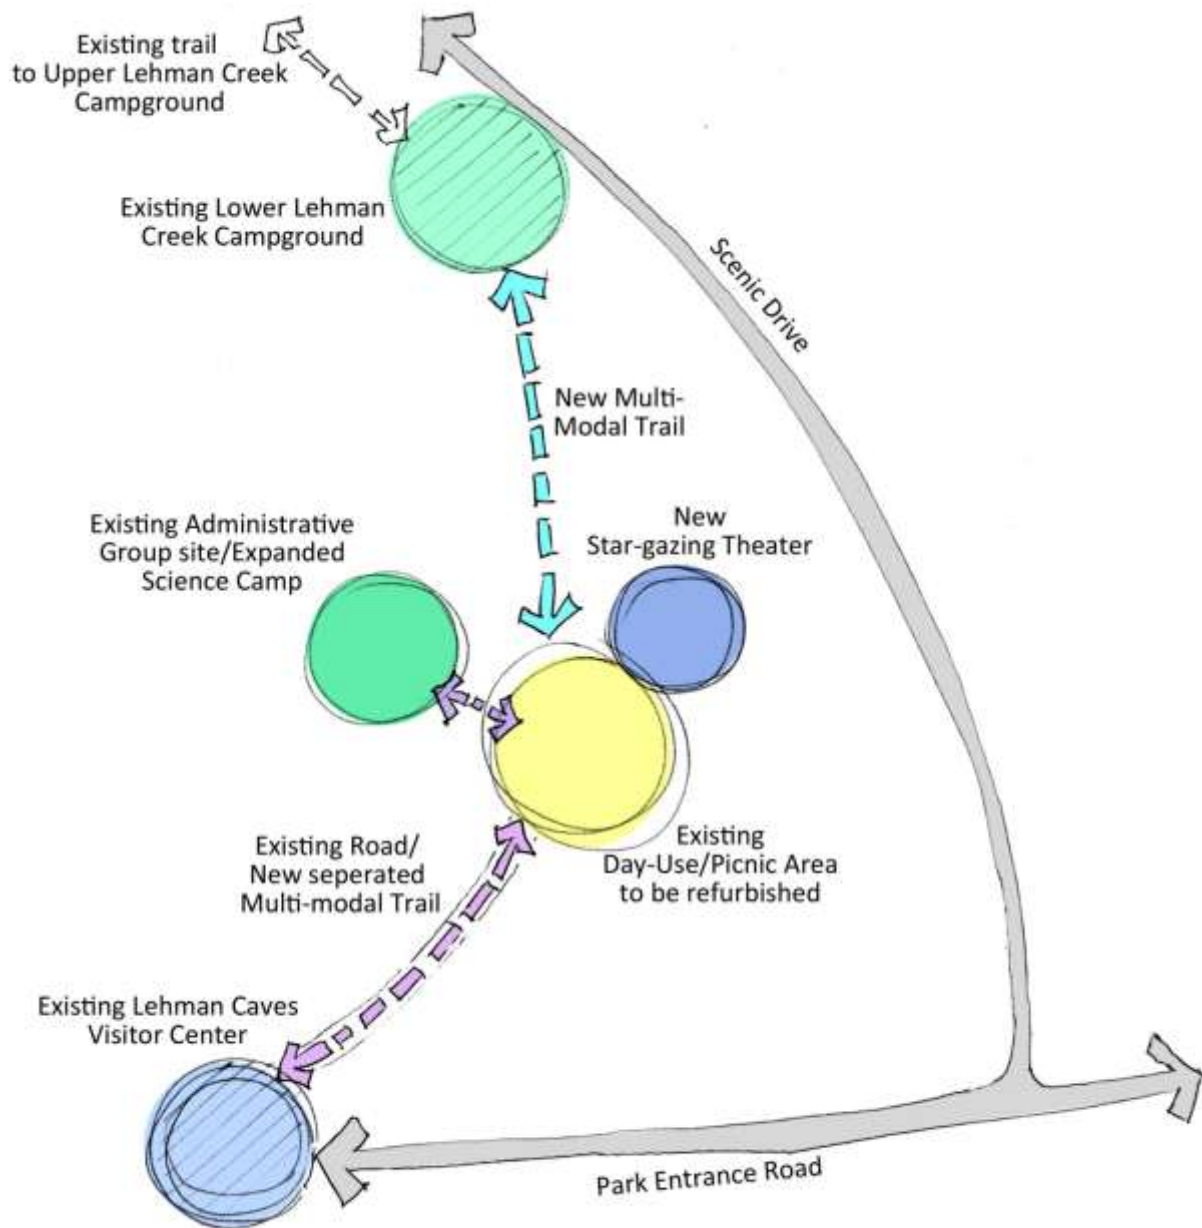 Existing trail
to Upper Lehman Creek
Campground
Existing Lower Lehman
Creek Campground
Scenic Drive
New Multi-
Modal Trail
Existing Administrative
Group site/Expanded
Science Camp
New
Star-gazing Theater
Existing Road/
New seperated
Multi-modal Trail
Existing
Day-Use/Picnic Area
to be refurbished
Existing Lehman Caves
Visitor Center
Park Entrance Road